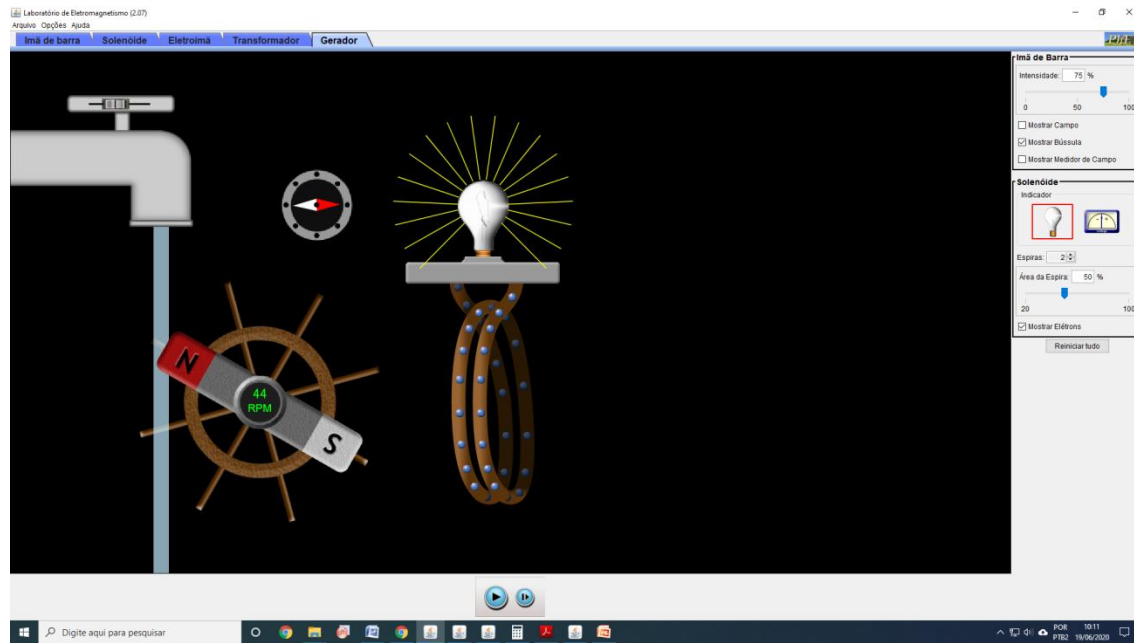 Laboratório de Eletromagnetismo (2.07)
Arquivo Opções Ajuda
Imã de barra Solenóide Eletroimã Transformador Gerador
PhET
Imã de Barra
Intensidade: 75 %
0 50 100
Mostrar Campo
Mostrar Bússula
Mostrar Medidor de Campo
Solenóide
Indicador
Espiras: 2
Área da Espira: 50 %
20 100
Mostrar Elétrons
Reiniciar tudo
N
44
RPM
S
Digite aqui para pesquisar
POR 10:11
PTB2 19/06/2020